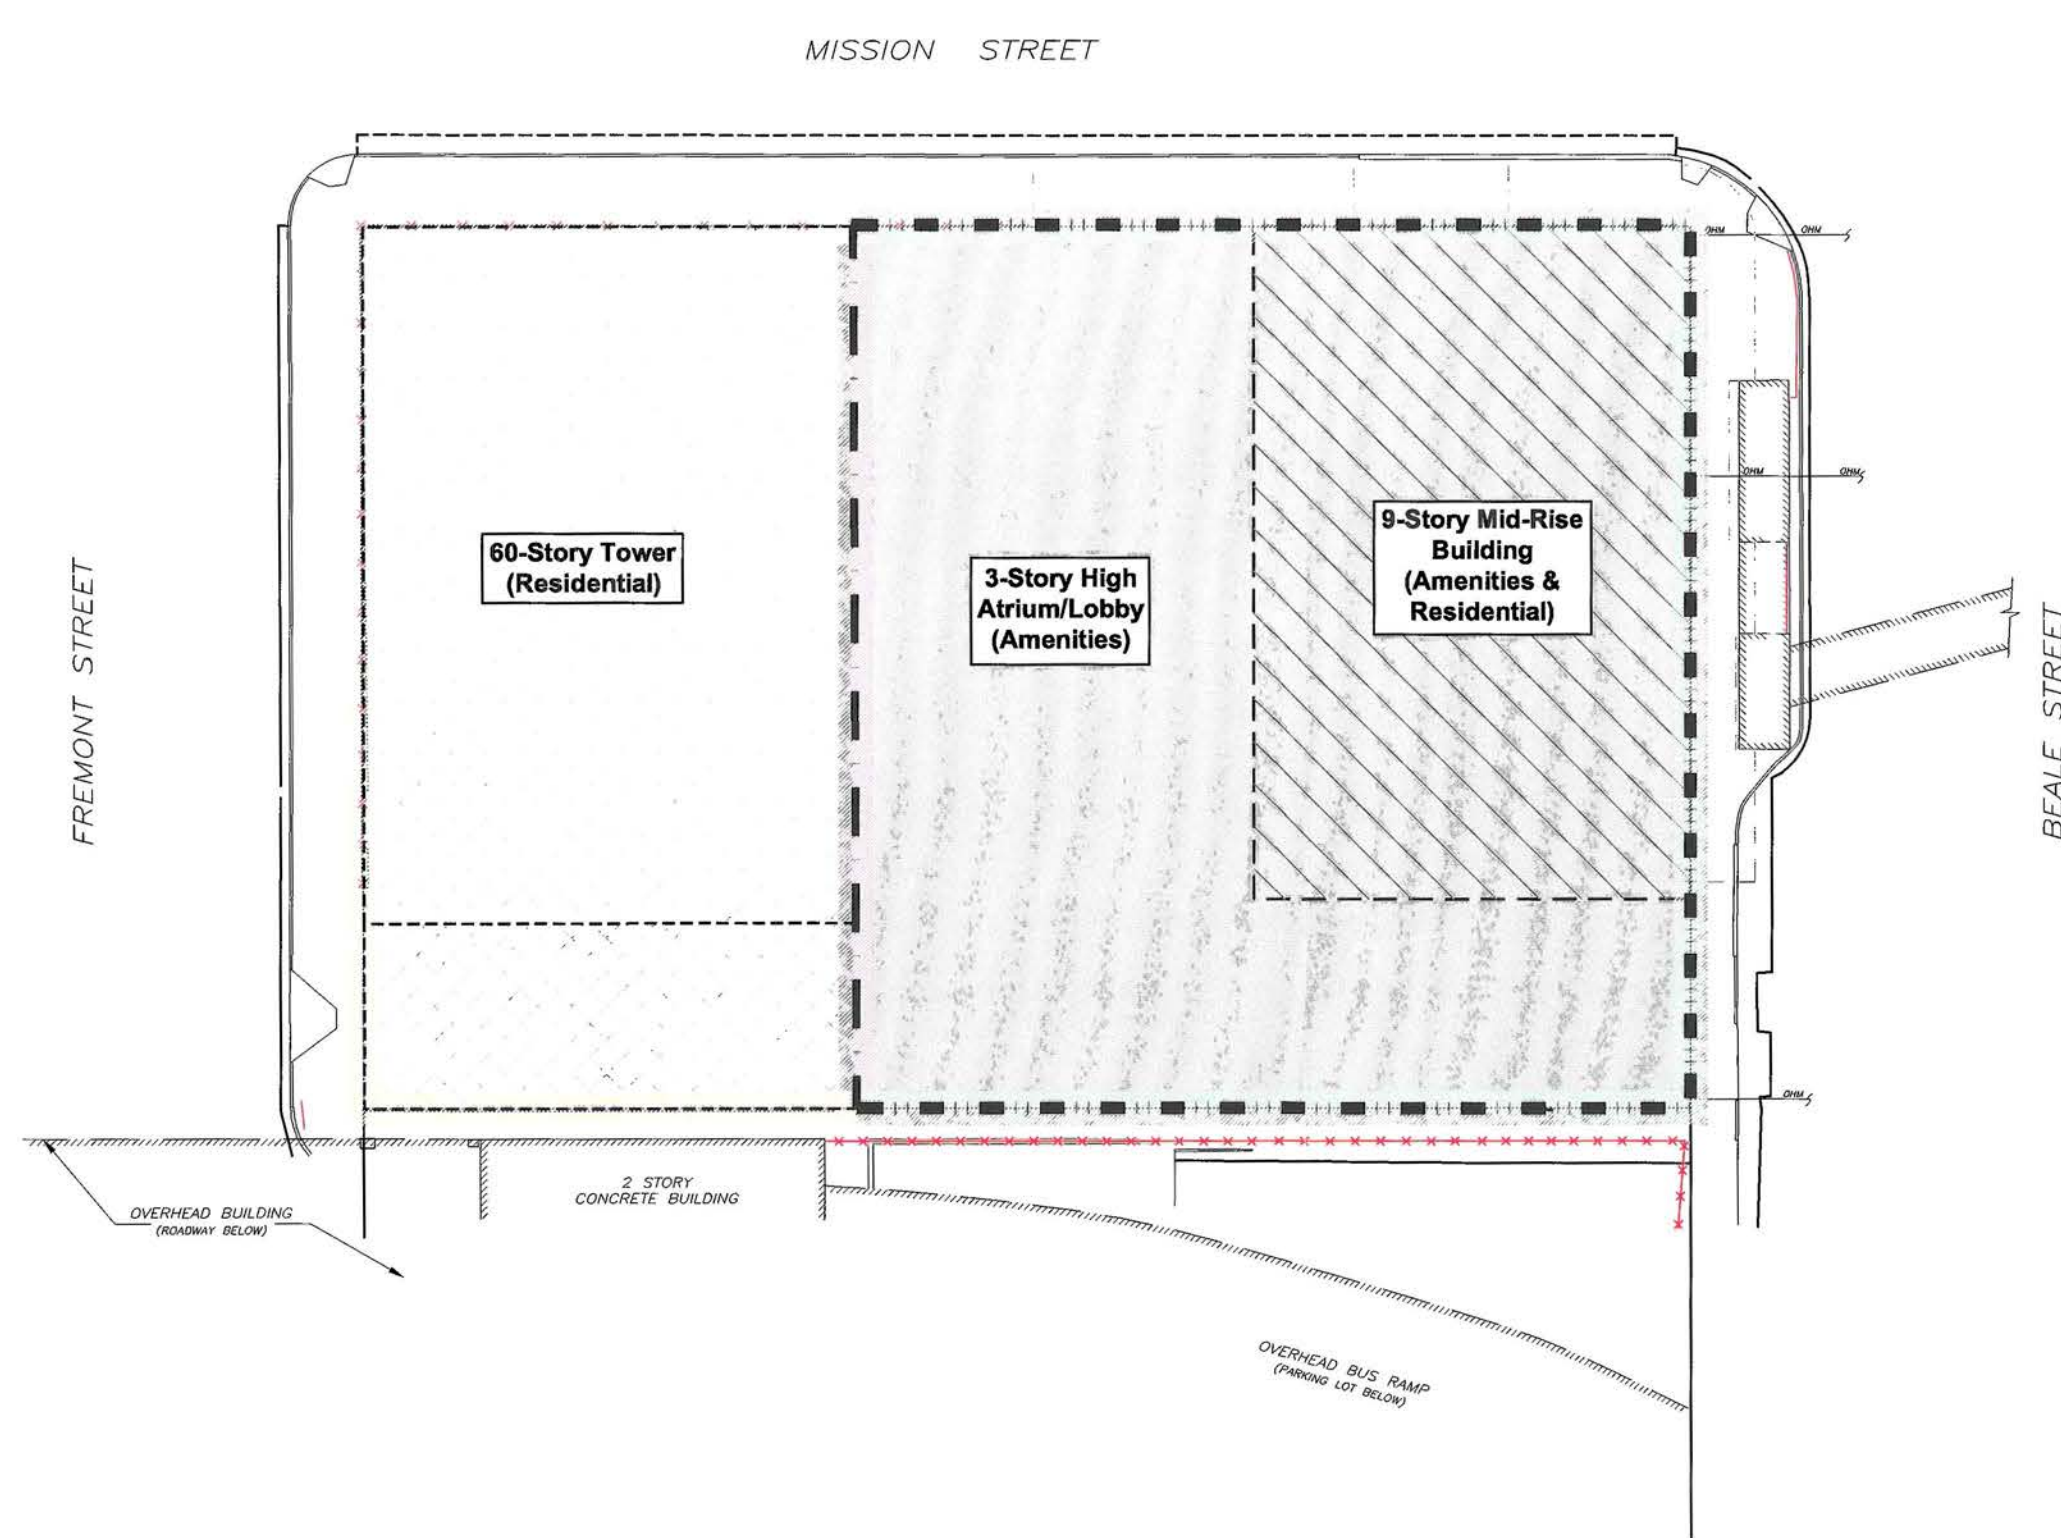 MISSION STREET
OHM
OHM
OHM
OHM
60-Story Tower
(Residential)
3-Story High
Atrium/Lobby
(Amenities)
9-Story Mid-Rise
Building
(Amenities &
Residential)
FREMONT STREET
BEALE STREET
OHM
2 STORY
CONCRETE BUILDING
OVERHEAD BUILDING
(ROADWAY BELOW)
OVERHEAD BUS RAMP
(PARKING LOT BELOW)